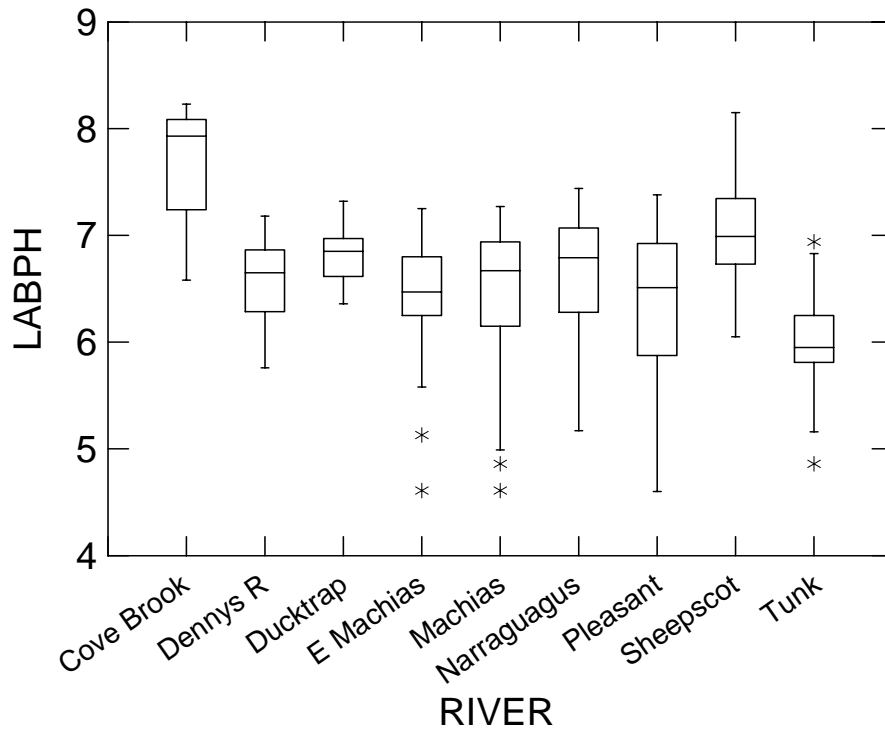 9
8
7
6
5
4
LABPH
Cove Brook
Dennys R
Ducktrap
E Machias
Machias
Narraguagus
Pleasant
Sheepscot
Tunk
RIVER